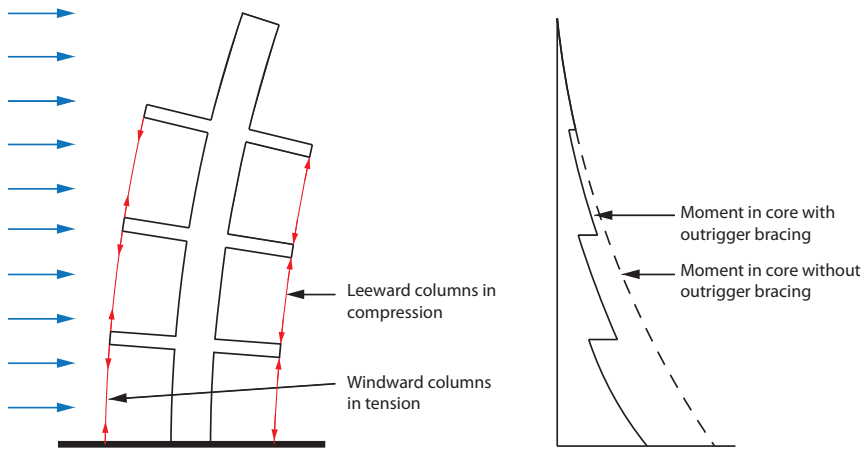 Leeward columns in
compression
Windward columns
in tension
Moment in core with
outrigger bracing
Moment in core without
outrigger bracing